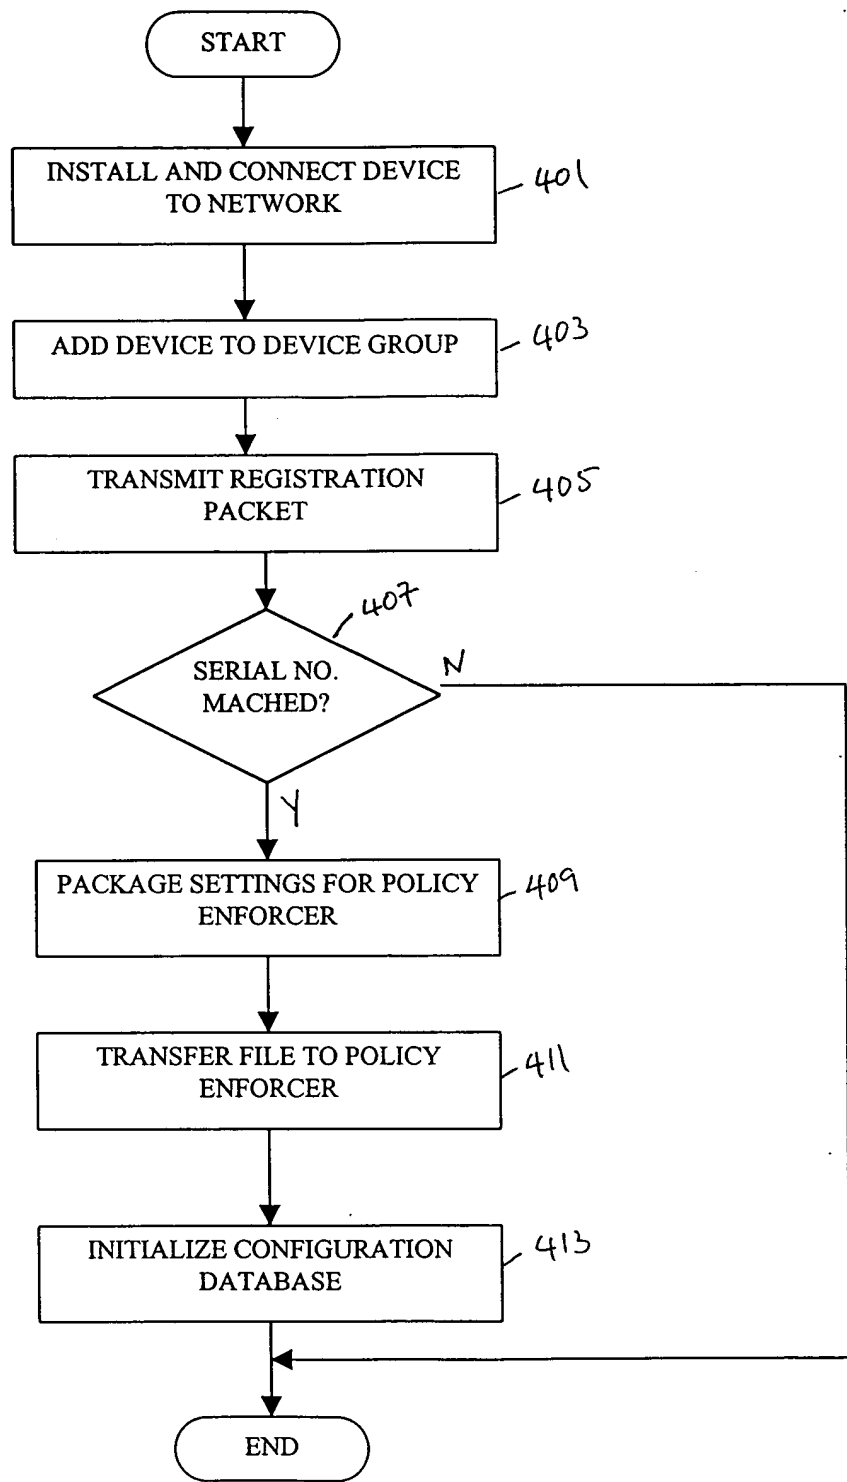 START
INSTALL AND CONNECT DEVICE
TO NETWORK
401
ADD DEVICE TO DEVICE GROUP
403
TRANSMIT REGISTRATION
PACKET
405
407
SERIAL NO.
MACHED?
N
Y
PACKAGE SETTINGS FOR POLICY
ENFORCER
409
TRANSFER FILE TO POLICY
ENFORCER
411
INITIALIZE CONFIGURATION
DATABASE
413
END